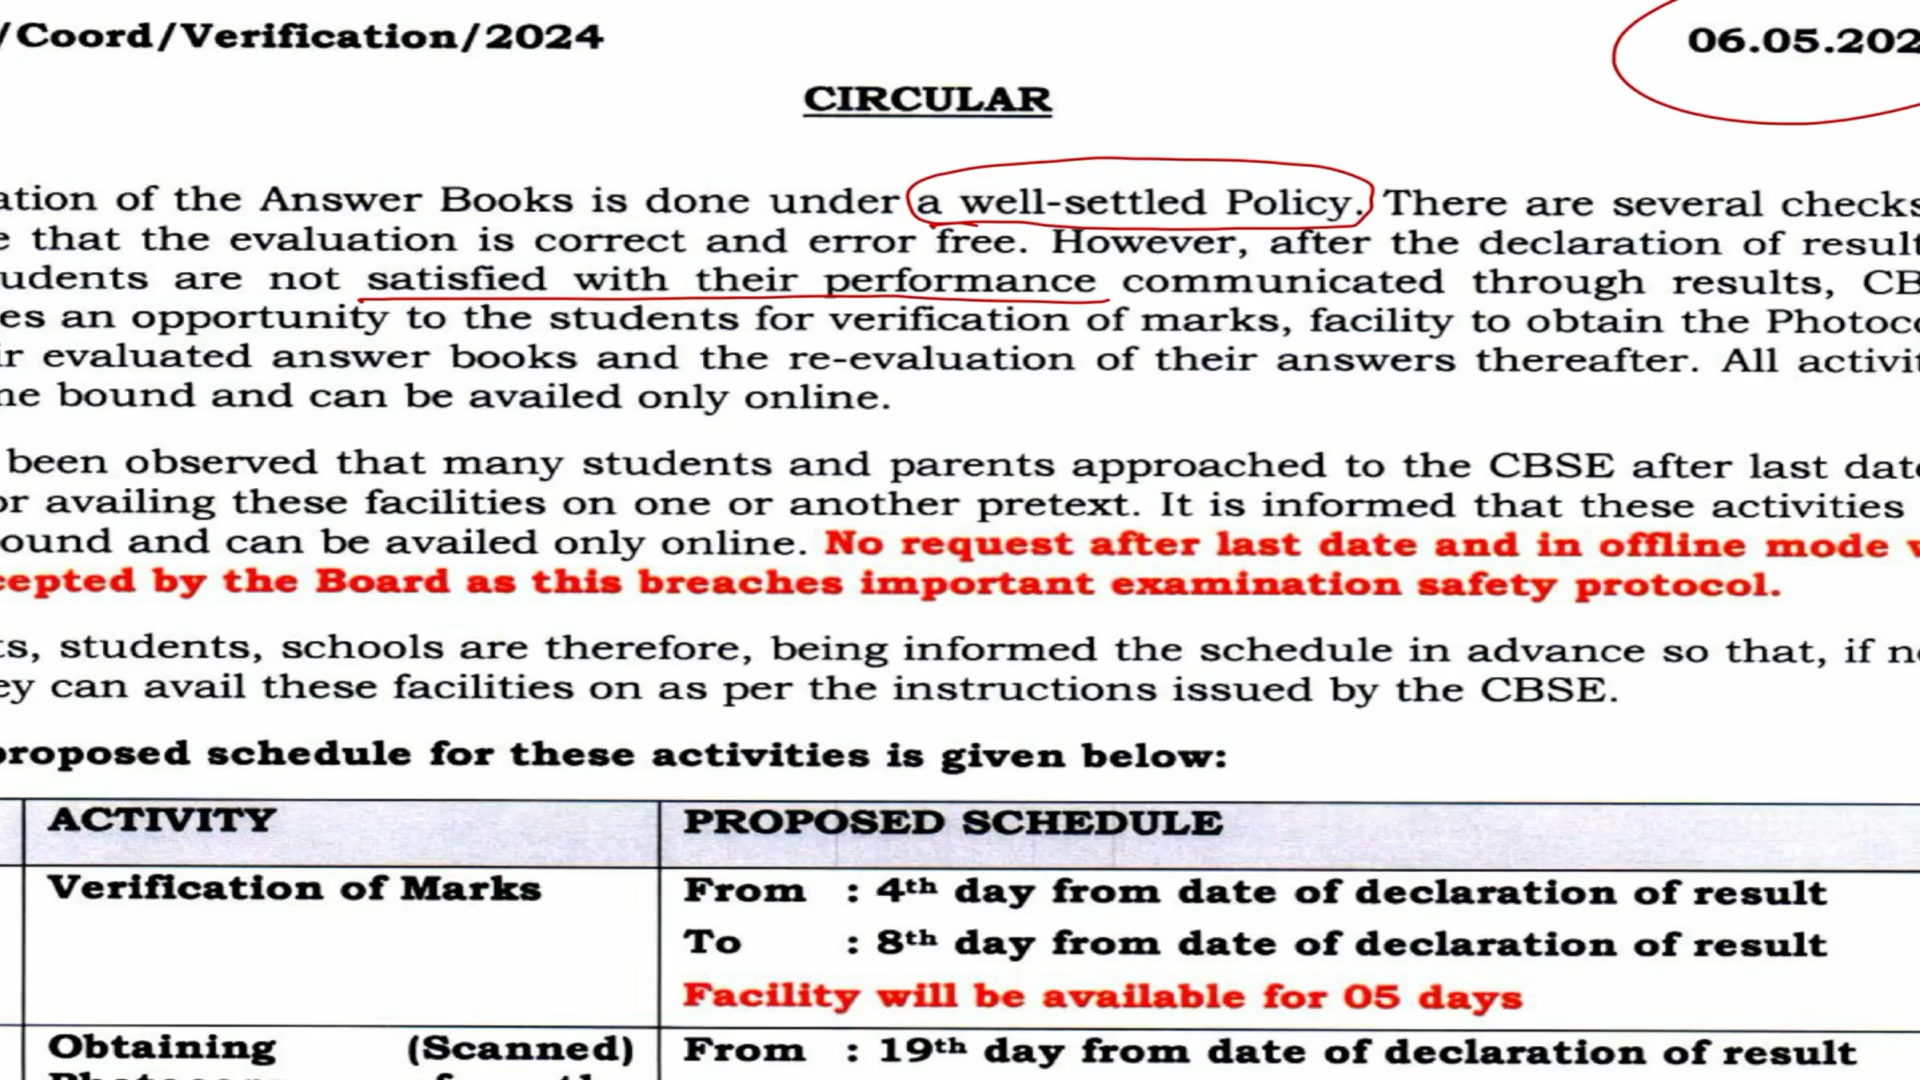 /Coord/Verification/2024 06.05.202
CIRCULAR
ation of the Answer Books is done under a well-settled Policy. There are several checks
e that the evaluation is correct and error free. However, after the declaration of result
udents are not satisfied with their performance communicated through results, CB
es an opportunity to the students for verification of marks, facility to obtain the Photoc
ir evaluated answer books and the re-evaluation of their answers thereafter. All activit
ne bound and can be availed only online.
been observed that many students and parents approached to the CBSE after last date
or availing these facilities on one or another pretext. It is informed that these activities
ound and can be availed only online. No request after last date and in offline mode w
cepted by the Board as this breaches important examination safety protocol.
ts, students, schools are therefore, being informed the schedule in advance so that, if ne
ey can avail these facilities on as per the instructions issued by the CBSE.
proposed schedule for these activities is given below:
ACTIVITY PROPOSED SCHEDULE
Verification of Marks From : 4th day from date of declaration of result
To : 8th day from date of declaration of result
Facility will be available for 05 days
Obtaining (Scanned) From : 19th day from date of declaration of result